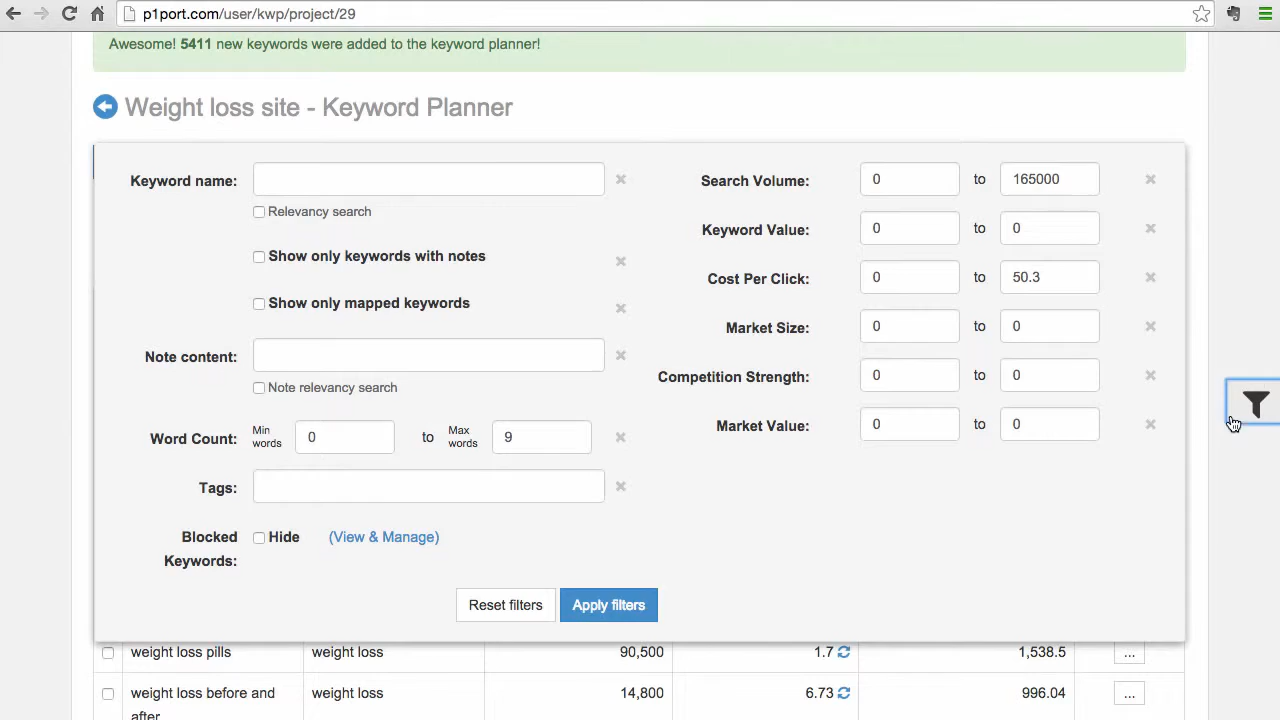 p1port.com/user/kwp/project/29
Awesome! 5411 new keywords were added to the keyword planner!
Weight loss site - Keyword Planner
Keyword name:
Relevancy search
Show only keywords with notes
Show only mapped keywords
Note content:
Note relevancy search
Word Count: Min words 0 to Max words 9
Tags:
Blocked Keywords: Hide (View & Manage)
Search Volume: 0 to 165000
Keyword Value: 0 to 0
Cost Per Click: 0 to 50.3
Market Size: 0 to 0
Competition Strength: 0 to 0
Market Value: 0 to 0
Reset filters Apply filters
weight loss pills weight loss 90,500 1.7 1,538.5 ...
weight loss before and weight loss 14,800 6.73 996.04 ...
after